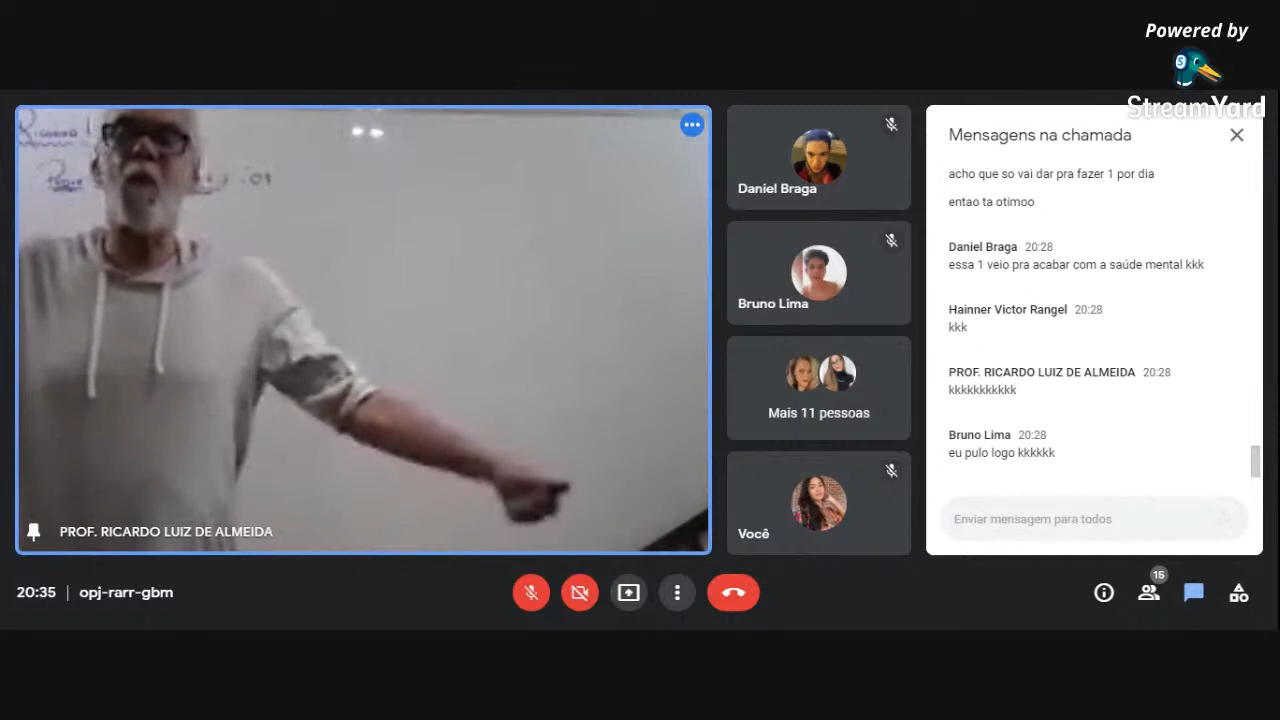 Powered by
StreamYard
Ricardo
PROF. RICARDO LUIZ DE ALMEIDA
Daniel Braga
Bruno Lima
Mais 11 pessoas
Você
Mensagens na chamada
acho que so vai dar pra fazer 1 por dia
entao ta otimoo
Daniel Braga 20:28
essa 1 veio pra acabar com a saúde mental kkk
Hainner Victor Rangel 20:28
kkk
PROF. RICARDO LUIZ DE ALMEIDA 20:28
kkkkkkkkkkk
Bruno Lima 20:28
eu pulo logo kkkkkk
Enviar mensagem para todos
20:35 | opj-rarr-gbm
15